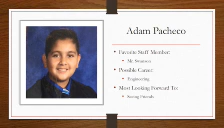 Adam Pacheco
Favorite Staff Member:
Mr. Swanson
Possible Career:
Engineering
Most Looking Forward To:
Seeing Friends